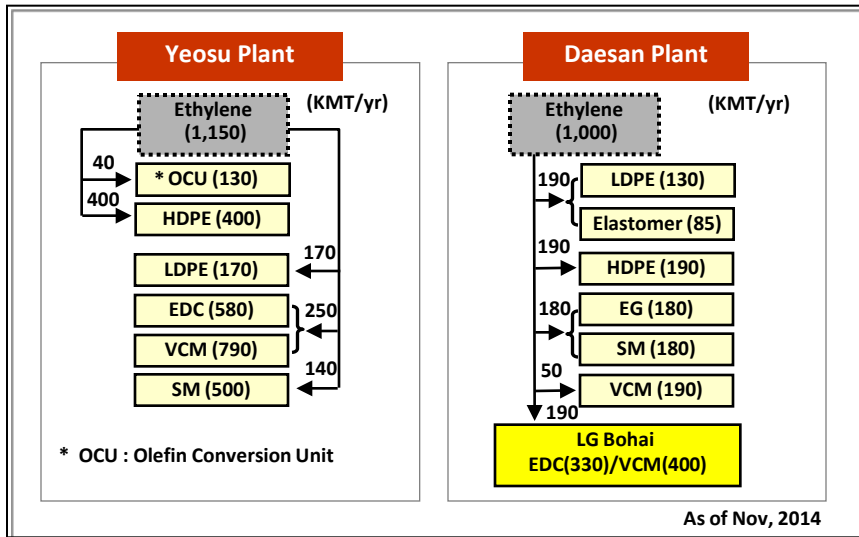 Yeosu Plant
Ethylene
(1,150)
(KMT/yr)
40
* OCU (130)
400
HDPE (400)
170
LDPE (170)
EDC (580)
250
VCM (790)
140
SM (500)
* OCU : Olefin Conversion Unit
Daesan Plant
Ethylene
(1,000)
(KMT/yr)
190
LDPE (130)
Elastomer (85)
190
HDPE (190)
180
EG (180)
SM (180)
50
VCM (190)
190
LG Bohai
EDC(330)/VCM(400)
As of Nov, 2014